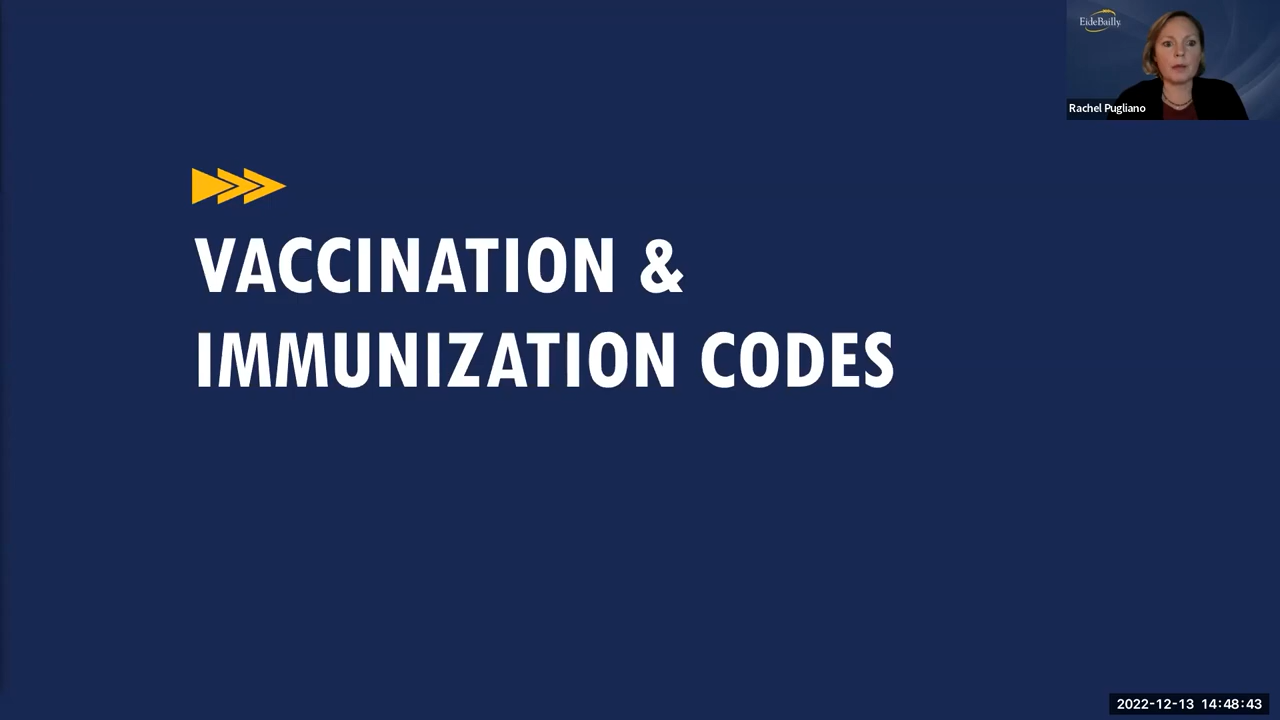 EideBailly.
Rachel Pugliano
VACCINATION &
IMMUNIZATION CODES
2022-12-13 14:48:43